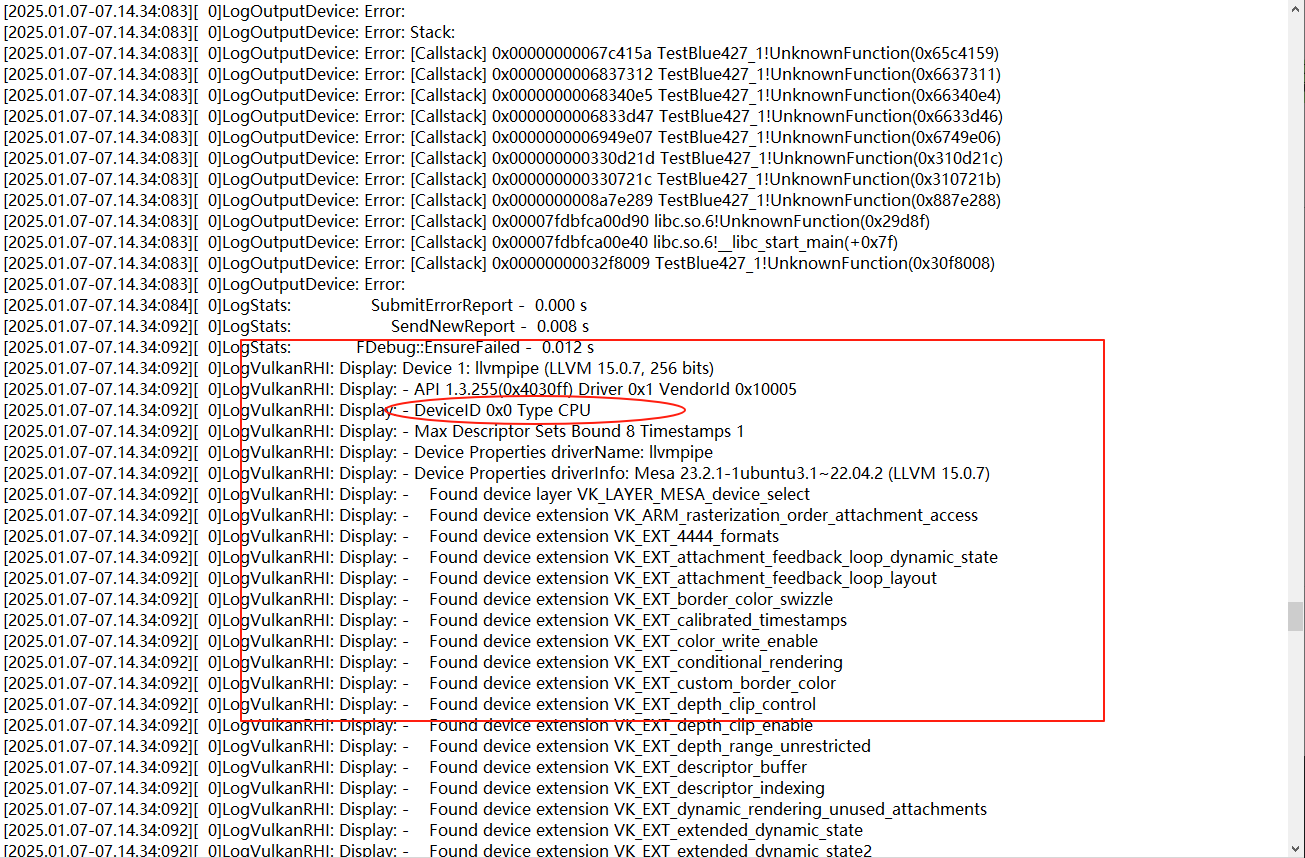 [2025.01.07-07.14.34:083][  0]LogOutputDevice: Error:
[2025.01.07-07.14.34:083][  0]LogOutputDevice: Error: Stack:
[2025.01.07-07.14.34:083][  0]LogOutputDevice: Error: [Callstack] 0x00000000067c415a TestBlue427_1!UnknownFunction(0x65c4159)
[2025.01.07-07.14.34:083][  0]LogOutputDevice: Error: [Callstack] 0x0000000006837312 TestBlue427_1!UnknownFunction(0x6637311)
[2025.01.07-07.14.34:083][  0]LogOutputDevice: Error: [Callstack] 0x00000000068340e5 TestBlue427_1!UnknownFunction(0x66340e4)
[2025.01.07-07.14.34:083][  0]LogOutputDevice: Error: [Callstack] 0x0000000006833d47 TestBlue427_1!UnknownFunction(0x6633d46)
[2025.01.07-07.14.34:083][  0]LogOutputDevice: Error: [Callstack] 0x0000000006949e07 TestBlue427_1!UnknownFunction(0x6749e06)
[2025.01.07-07.14.34:083][  0]LogOutputDevice: Error: [Callstack] 0x000000000330d21d TestBlue427_1!UnknownFunction(0x310d21c)
[2025.01.07-07.14.34:083][  0]LogOutputDevice: Error: [Callstack] 0x000000000330721c TestBlue427_1!UnknownFunction(0x310721b)
[2025.01.07-07.14.34:083][  0]LogOutputDevice: Error: [Callstack] 0x0000000008a7e289 TestBlue427_1!UnknownFunction(0x887e288)
[2025.01.07-07.14.34:083][  0]LogOutputDevice: Error: [Callstack] 0x00007fdbfca00d90 libc.so.6!UnknownFunction(0x29d8f)
[2025.01.07-07.14.34:083][  0]LogOutputDevice: Error: [Callstack] 0x00007fdbfca00e40 libc.so.6!__libc_start_main(+0x7f)
[2025.01.07-07.14.34:083][  0]LogOutputDevice: Error: [Callstack] 0x00000000032f8009 TestBlue427_1!UnknownFunction(0x30f8008)
[2025.01.07-07.14.34:083][  0]LogOutputDevice: Error:
[2025.01.07-07.14.34:084][  0]LogStats: SubmitErrorReport - 0.000 s
[2025.01.07-07.14.34:092][  0]LogStats: SendNewReport - 0.008 s
[2025.01.07-07.14.34:092][  0]LogStats: FDebug::EnsureFailed - 0.012 s
[2025.01.07-07.14.34:092][  0]LogVulkanRHI: Display: Device 1: llvmpipe (LLVM 15.0.7, 256 bits)
[2025.01.07-07.14.34:092][  0]LogVulkanRHI: Display: - API 1.3.255(0x4030ff) Driver 0x1 VendorId 0x10005
[2025.01.07-07.14.34:092][  0]LogVulkanRHI: Display: - DeviceID 0x0 Type CPU
[2025.01.07-07.14.34:092][  0]LogVulkanRHI: Display: - Max Descriptor Sets Bound 8 Timestamps 1
[2025.01.07-07.14.34:092][  0]LogVulkanRHI: Display: - Device Properties driverName: llvmpipe
[2025.01.07-07.14.34:092][  0]LogVulkanRHI: Display: - Device Properties driverInfo: Mesa 23.2.1-1ubuntu3.1~22.04.2 (LLVM 15.0.7)
[2025.01.07-07.14.34:092][  0]LogVulkanRHI: Display: - Found device layer VK_LAYER_MESA_device_select
[2025.01.07-07.14.34:092][  0]LogVulkanRHI: Display: - Found device extension VK_ARM_rasterization_order_attachment_access
[2025.01.07-07.14.34:092][  0]LogVulkanRHI: Display: - Found device extension VK_EXT_4444_formats
[2025.01.07-07.14.34:092][  0]LogVulkanRHI: Display: - Found device extension VK_EXT_attachment_feedback_loop_dynamic_state
[2025.01.07-07.14.34:092][  0]LogVulkanRHI: Display: - Found device extension VK_EXT_attachment_feedback_loop_layout
[2025.01.07-07.14.34:092][  0]LogVulkanRHI: Display: - Found device extension VK_EXT_border_color_swizzle
[2025.01.07-07.14.34:092][  0]LogVulkanRHI: Display: - Found device extension VK_EXT_calibrated_timestamps
[2025.01.07-07.14.34:092][  0]LogVulkanRHI: Display: - Found device extension VK_EXT_color_write_enable
[2025.01.07-07.14.34:092][  0]LogVulkanRHI: Display: - Found device extension VK_EXT_conditional_rendering
[2025.01.07-07.14.34:092][  0]LogVulkanRHI: Display: - Found device extension VK_EXT_custom_border_color
[2025.01.07-07.14.34:092][  0]LogVulkanRHI: Display: - Found device extension VK_EXT_depth_clip_control
[2025.01.07-07.14.34:092][  0]LogVulkanRHI: Display: - Found device extension VK_EXT_depth_clip_enable
[2025.01.07-07.14.34:092][  0]LogVulkanRHI: Display: - Found device extension VK_EXT_depth_range_unrestricted
[2025.01.07-07.14.34:092][  0]LogVulkanRHI: Display: - Found device extension VK_EXT_descriptor_buffer
[2025.01.07-07.14.34:092][  0]LogVulkanRHI: Display: - Found device extension VK_EXT_descriptor_indexing
[2025.01.07-07.14.34:092][  0]LogVulkanRHI: Display: - Found device extension VK_EXT_dynamic_rendering_unused_attachments
[2025.01.07-07.14.34:092][  0]LogVulkanRHI: Display: - Found device extension VK_EXT_extended_dynamic_state
[2025.01.07-07.14.34:092][  0]LogVulkanRHI: Display: - Found device extension VK_EXT_extended_dynamic_state2